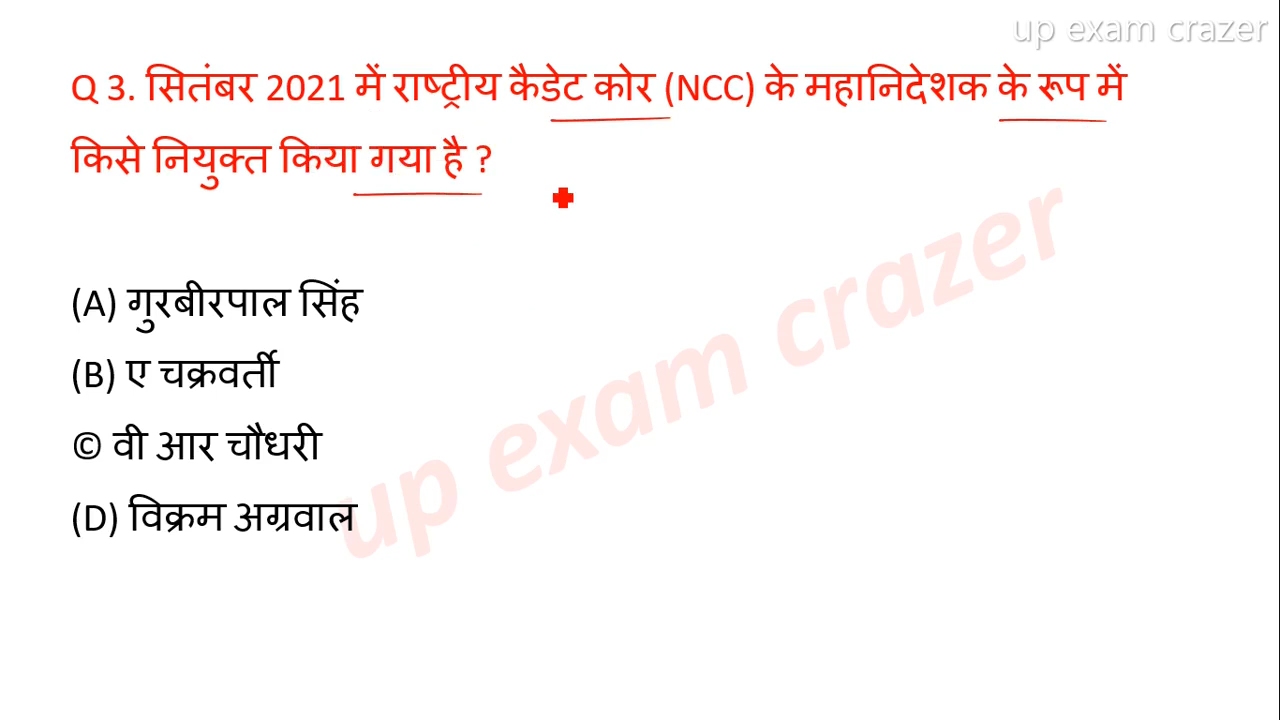 up exam crazer
Q 3. सितंबर 2021 में राष्ट्रीय कैडेट कोर (NCC) के महानिदेशक के रूप में
किसे नियुक्त किया गया है ?
(A) गुरबीरपाल सिंह
(B) ए चक्रवर्ती
© वी आर चौधरी
(D) विक्रम अग्रवाल
up exam crazer